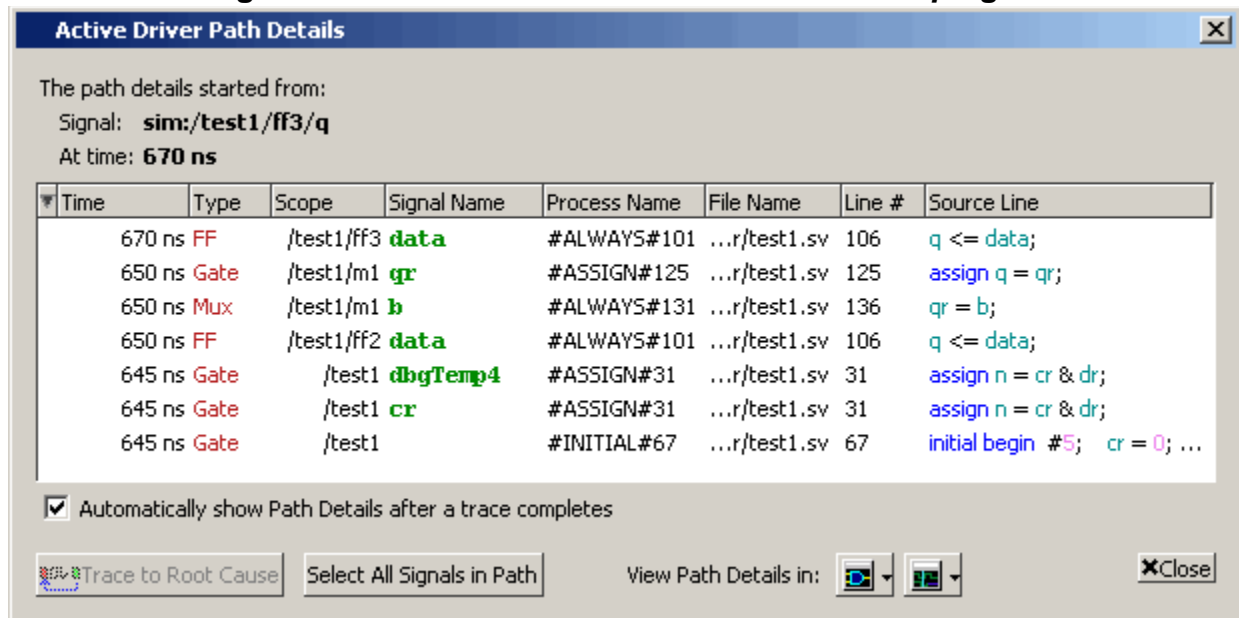 Active Driver Path Details
The path details started from:
Signal: sim:/test1/ff3/q
At time: 670 ns
Time Type Scope Signal Name Process Name File Name Line # Source Line
670 ns FF /test1/ff3 data #ALWAYS#101 ...r/test1.sv 106 q <= data;
650 ns Gate /test1/m1 qr #ASSIGN#125 ...r/test1.sv 125 assign q = qr;
650 ns Mux /test1/m1 b #ALWAYS#131 ...r/test1.sv 136 qr = b;
650 ns FF /test1/ff2 data #ALWAYS#101 ...r/test1.sv 106 q <= data;
645 ns Gate /test1 dbgTemp4 #ASSIGN#31 ...r/test1.sv 31 assign n = cr & dr;
645 ns Gate /test1 cr #ASSIGN#31 ...r/test1.sv 31 assign n = cr & dr;
645 ns Gate /test1 #INITIAL#67 ...r/test1.sv 67 initial begin #5; cr = 0; ...
Automatically show Path Details after a trace completes
Trace to Root Cause Select All Signals in Path View Path Details in: Close